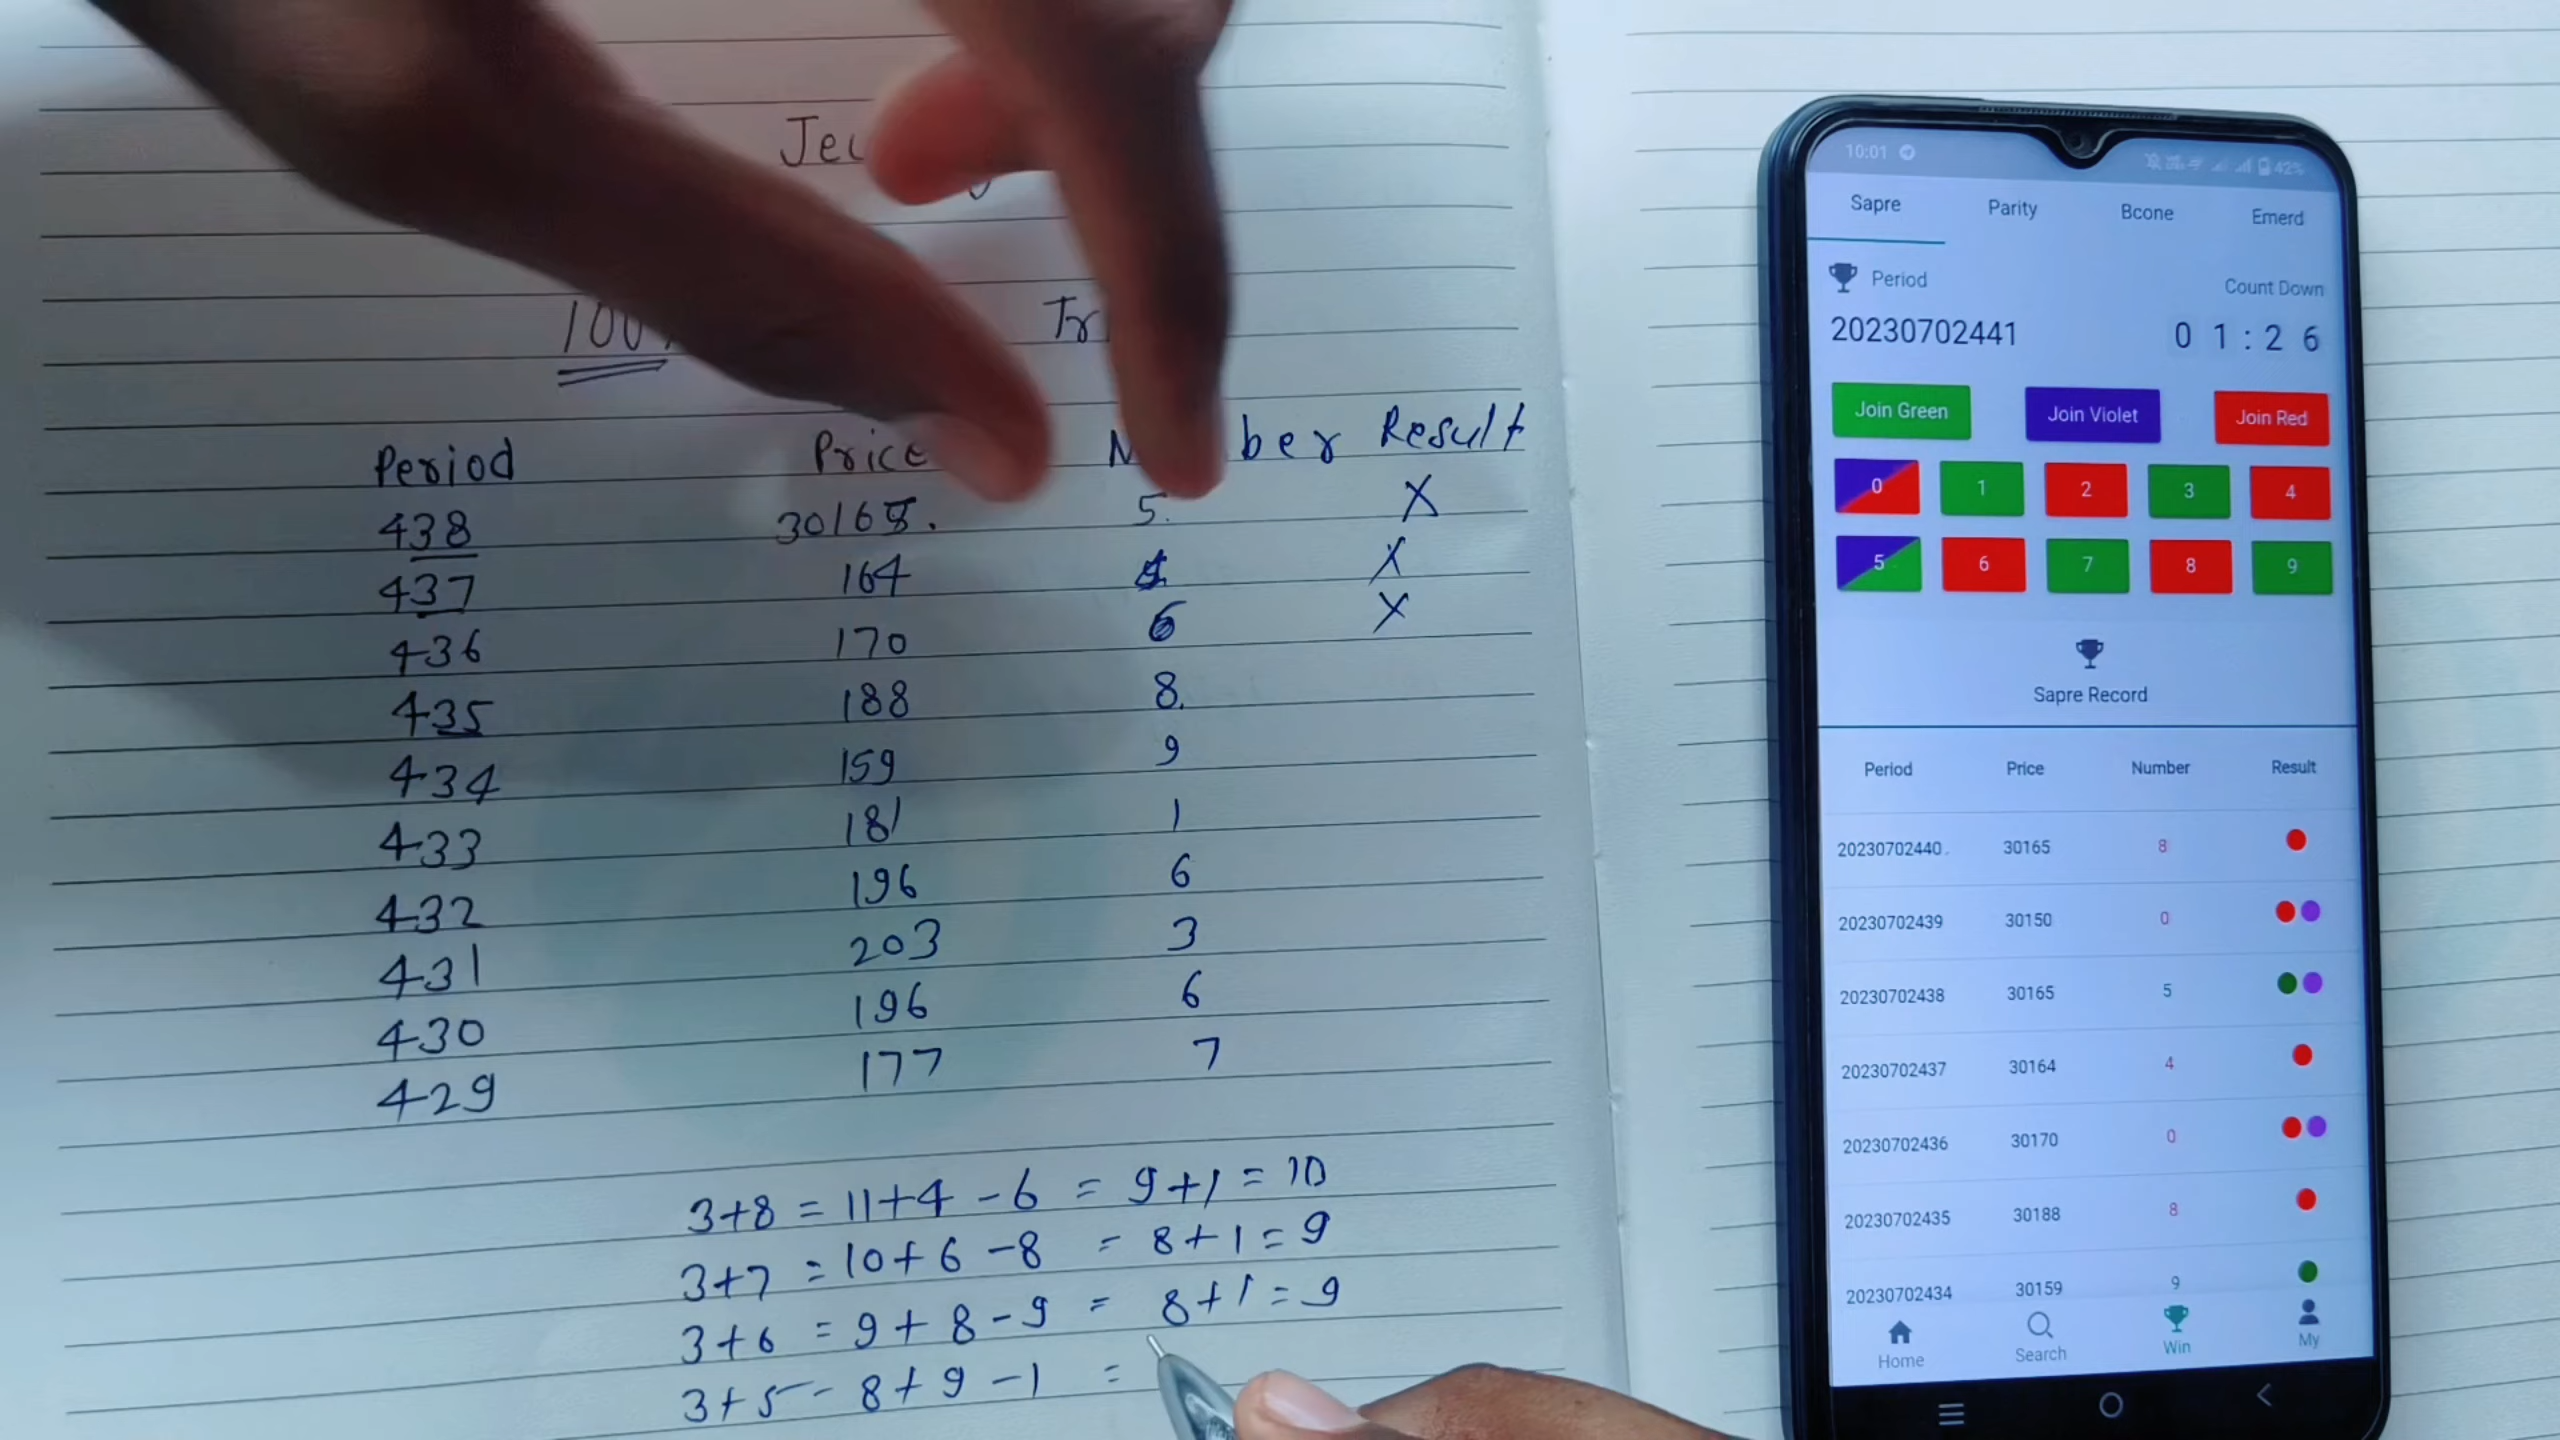 Period Price Result
438 30165. 5. X
437 164 4 X
436 170 6 X
435 188 8.
434 159 9
433 181 1
432 196 6
431 203 3
430 196 6
429 177 7
3+8 = 11+4 -6 = 9+1 = 10
3+7 = 10+6 -8 = 8+1 = 9
3+6 = 9+8-9 = 8+1 = 9
3+5 - 8+9-1 =
10:01 42%
Sapre Parity Bcone Emerd
Period Count Down
20230702441 01:26
Join Green Join Violet Join Red
0 1 2 3 4
5 6 7 8 9
Sapre Record
Period Price Number Result
20230702440 30165 8
20230702439 30150 0
20230702438 30165 5
20230702437 30164 4
20230702436 30170 0
20230702435 30188 8
20230702434 30159 9
Home Search Win My